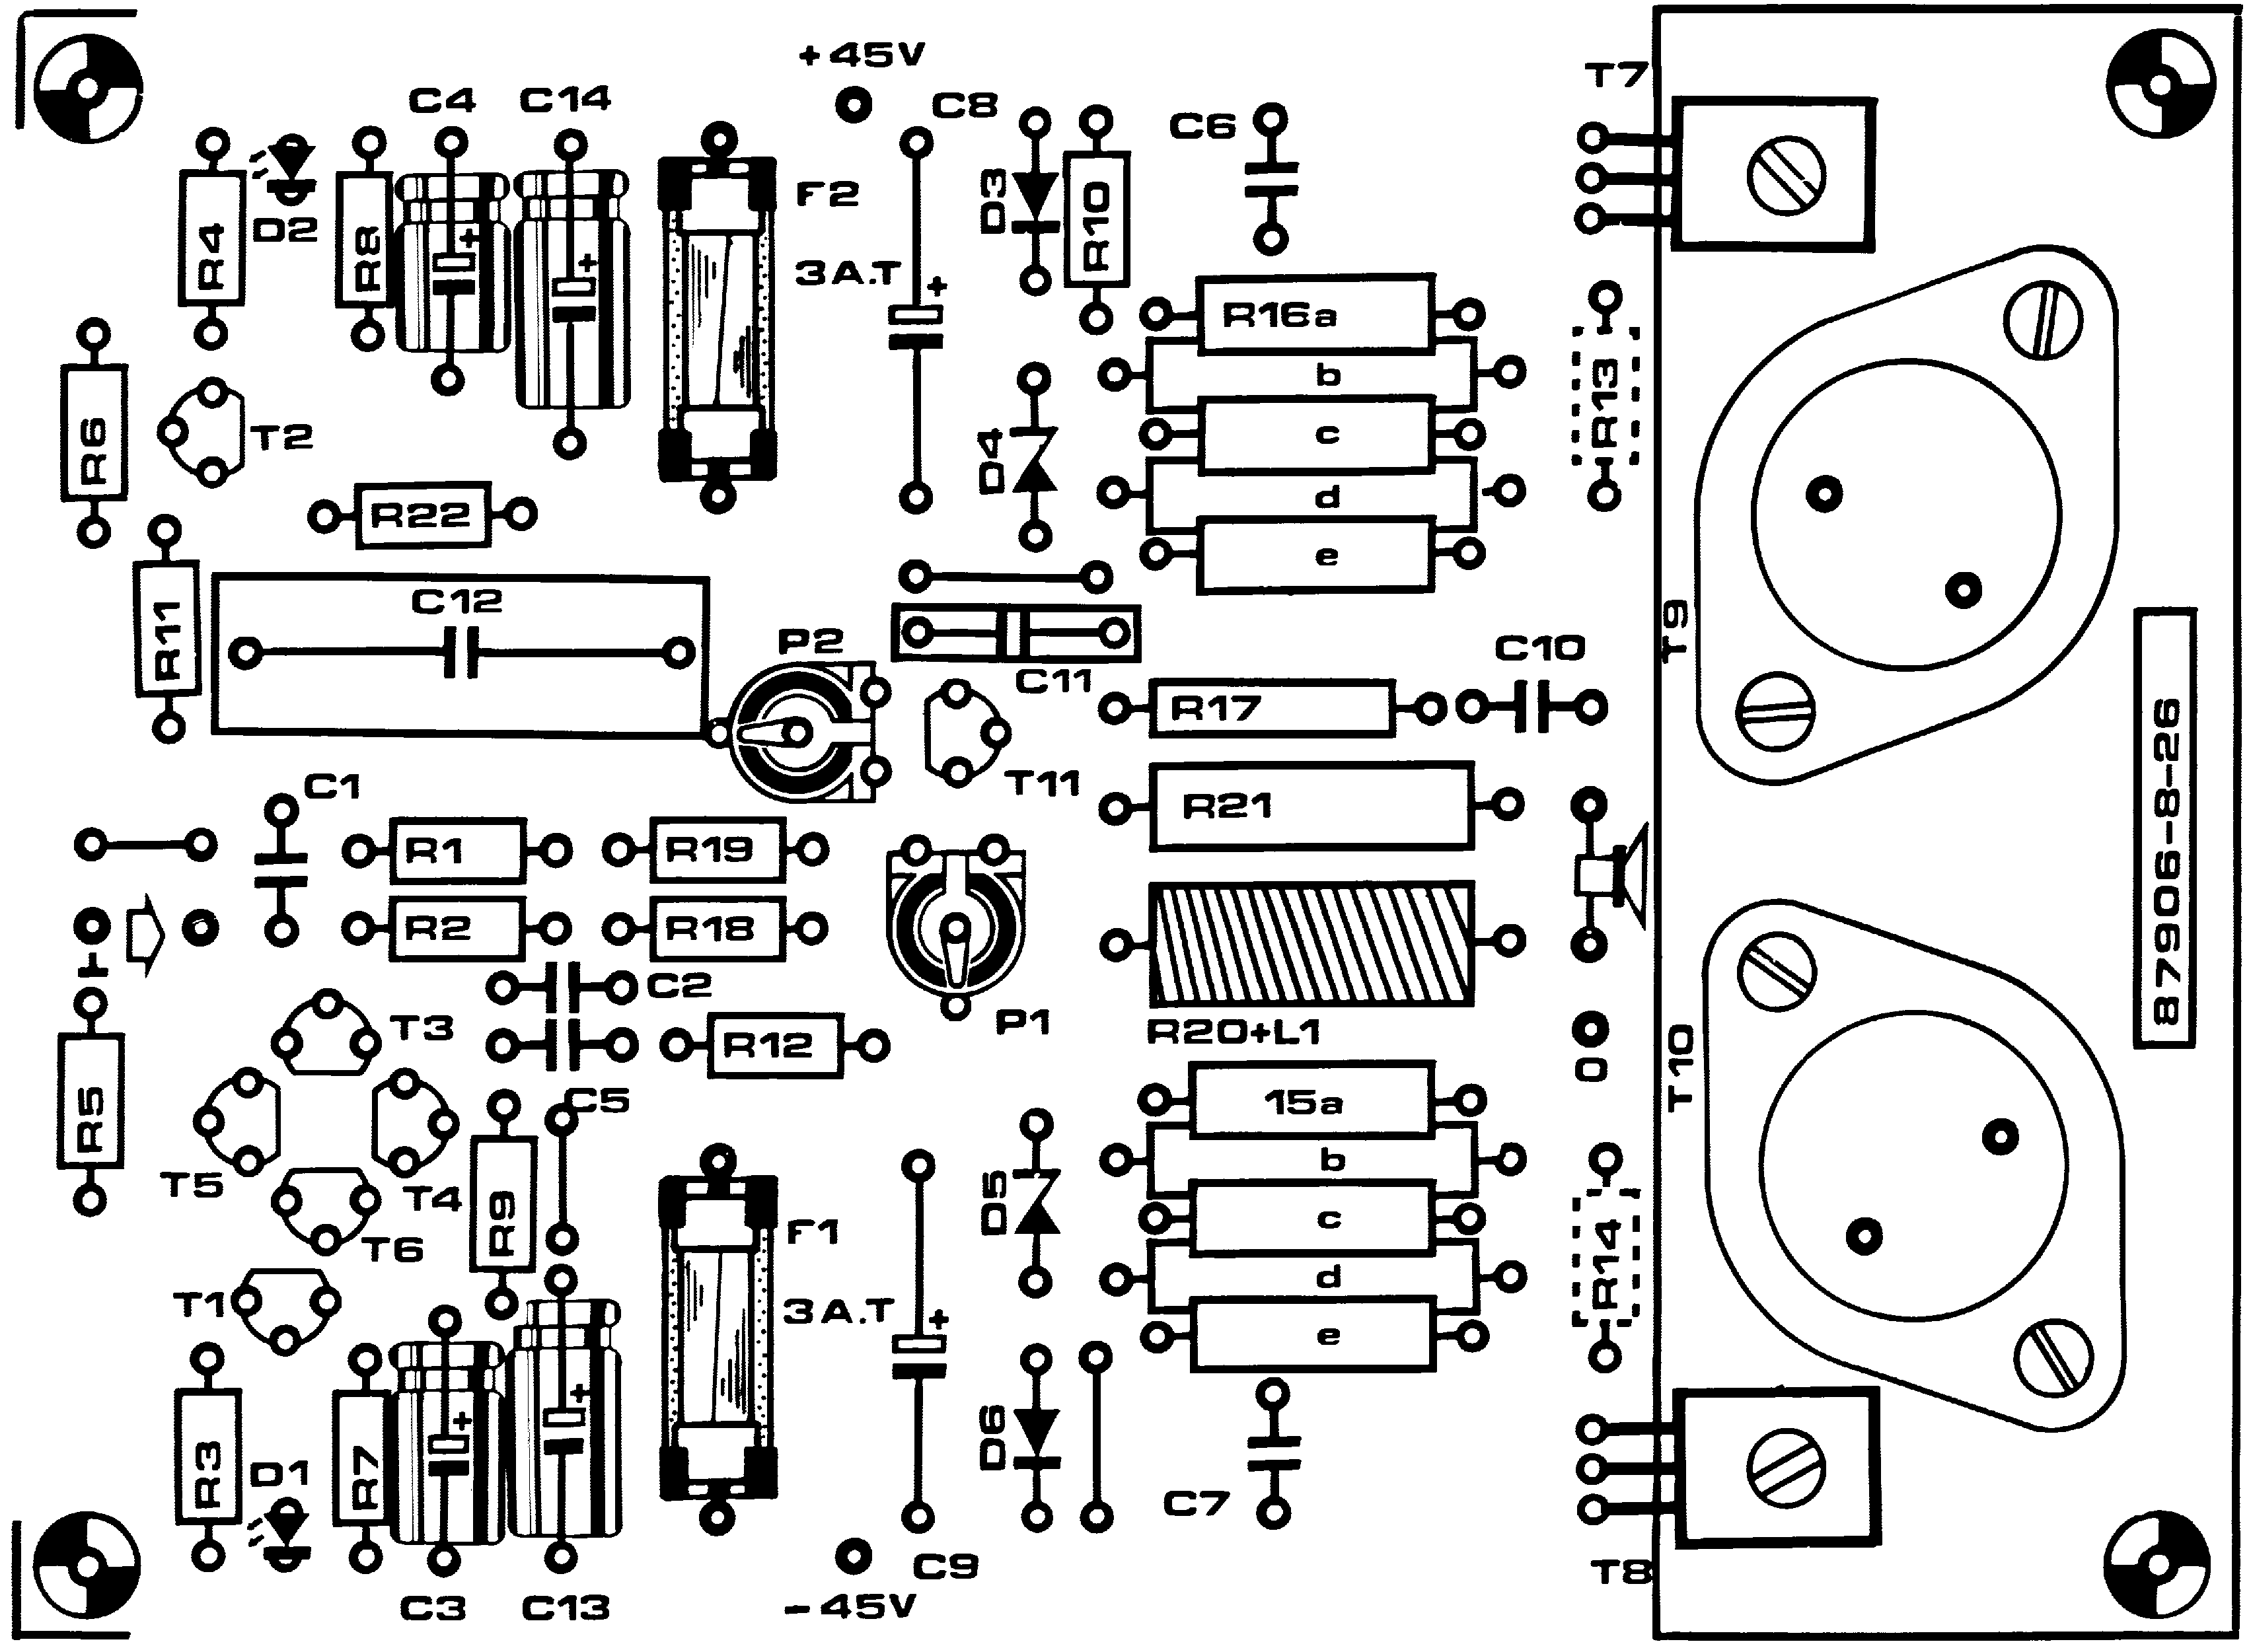 +45V
T7
C4
C14
C8
C6
D2
R4
R8
+
F2
D3
R10
+
3A.T
+
R16a
b
R13
R6
T2
D4
c
R22
d
e
C12
R11
P2
C11
T9
C10
R17
C1
T11
R21
87906-8-26
R1
R19
R2
R18
C2
T3
P1
R20+L1
R12
0
T10
R5
C5
15a
b
T5
T4
R9
F1
D5
c
T6
R14
d
T1
3A.T
+
e
+
+
R3
D1
R7
D6
C7
C9
T8
C3
C13
-45V